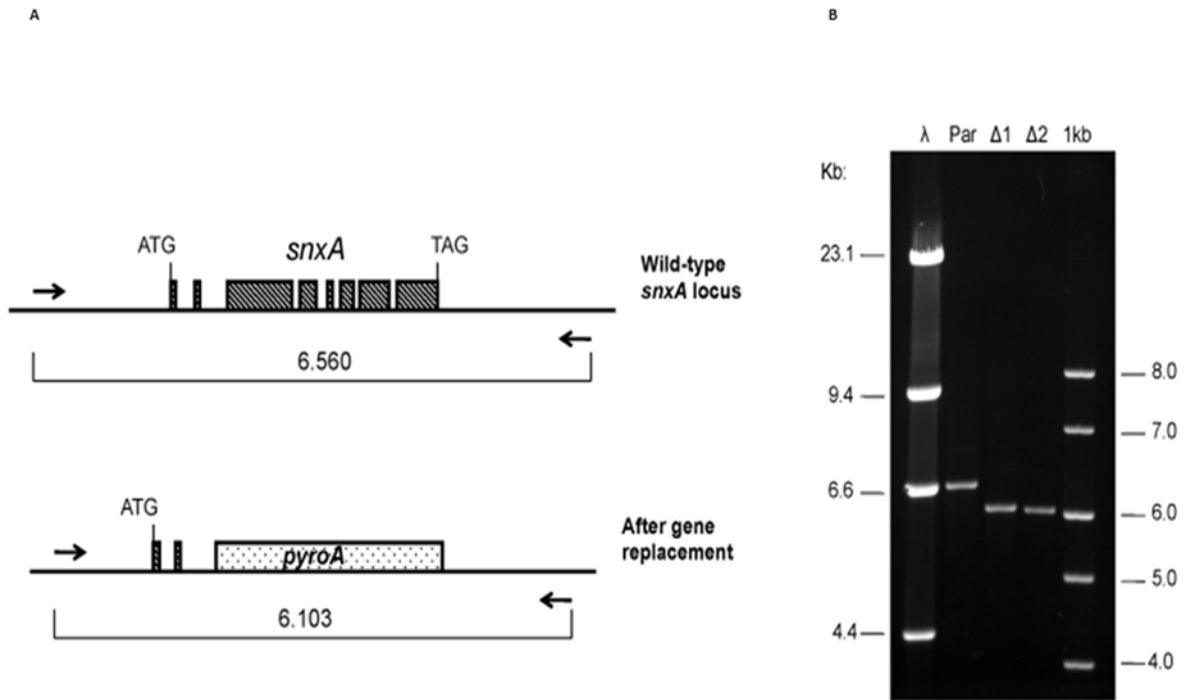 A
B
ATG
snxA
TAG
Wild-type
snxA locus
6.560
ATG
pyroA
After gene
replacement
6.103
λ Par Δ1 Δ2 1kb
Kb:
23.1
9.4
6.6
4.4
8.0
7.0
6.0
5.0
4.0